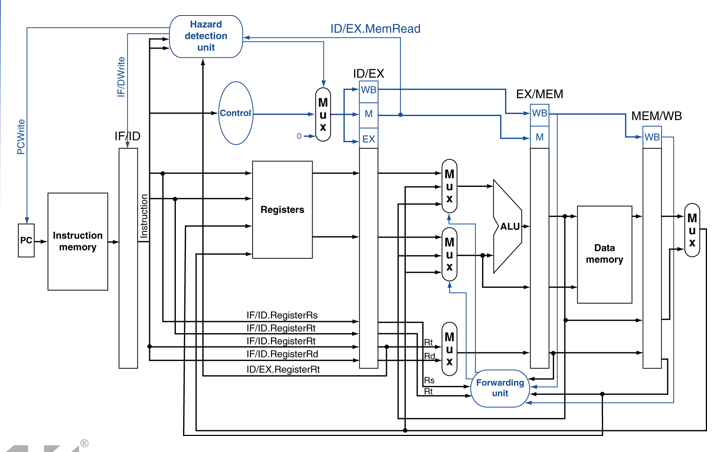 Hazard
detection
unit
ID/EX.MemRead
IF/DWrite
PCWrite
ID/EX
WB
M
EX
Control
Mux
0
EX/MEM
WB
M
MEM/WB
WB
IF/ID
PC
Instruction
memory
Instruction
Registers
Mux
Mux
ALU
Data
memory
Mux
IF/ID.RegisterRs
IF/ID.RegisterRt
IF/ID.RegisterRt
IF/ID.RegisterRd
ID/EX.RegisterRt
Rt
Rd
Mux
Rs
Rt
Forwarding
unit
®